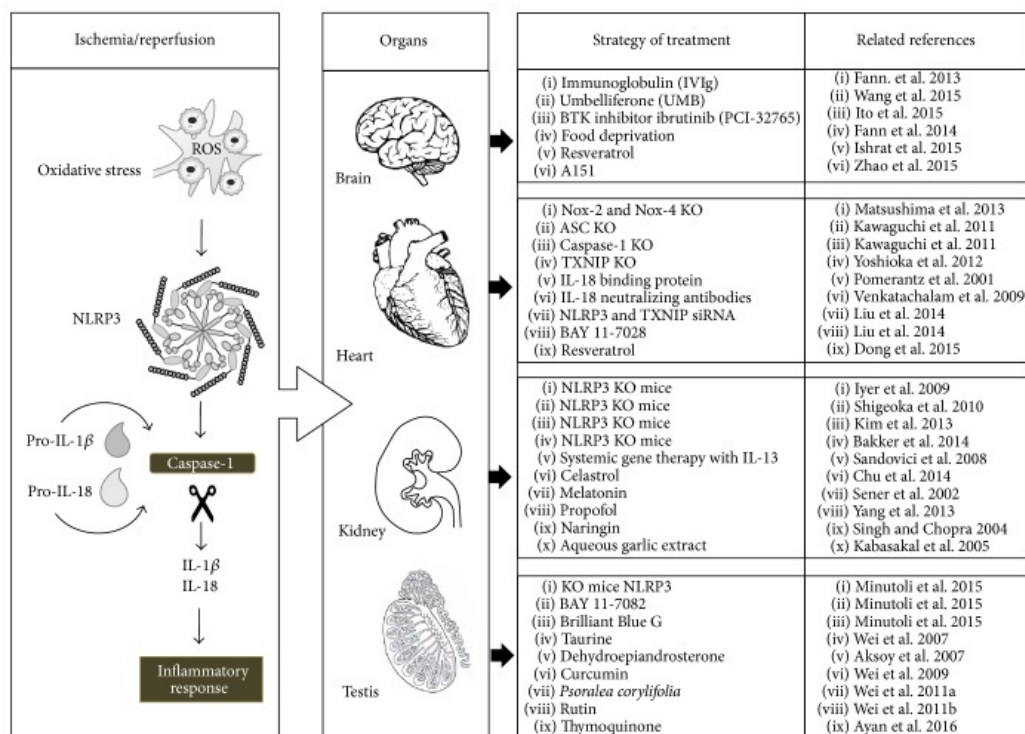 Ischemia/reperfusion
Oxidative stress
ROS
NLRP3
Pro-IL-1β
Pro-IL-18
Caspase-1
IL-1β
IL-18
Inflammatory
response
Organs
Brain
Heart
Kidney
Testis
Strategy of treatment
(i) Immunoglobulin (IVIg)
(ii) Umbelliferone (UMB)
(iii) BTK inhibitor ibrutinib (PCI-32765)
(iv) Food deprivation
(v) Resveratrol
(vi) A151
(i) Nox-2 and Nox-4 KO
(ii) ASC KO
(iii) Caspase-1 KO
(iv) TXNIP KO
(v) IL-18 binding protein
(vi) IL-18 neutralizing antibodies
(vii) NLRP3 and TXNIP siRNA
(viii) BAY 11-7028
(ix) Resveratrol
(i) NLRP3 KO mice
(ii) NLRP3 KO mice
(iii) NLRP3 KO mice
(iv) NLRP3 KO mice
(v) Systemic gene therapy with IL-13
(vi) Celastrol
(vii) Melatonin
(viii) Propofol
(ix) Naringin
(x) Aqueous garlic extract
(i) KO mice NLRP3
(ii) BAY 11-7082
(iii) Brilliant Blue G
(iv) Taurine
(v) Dehydroepiandrosterone
(vi) Curcumin
(vii) Psoralea corylifolia
(viii) Rutin
(ix) Thymoquinone
Related references
(i) Fann. et al. 2013
(ii) Wang et al. 2015
(iii) Ito et al. 2015
(iv) Fann et al. 2014
(v) Ishrat et al. 2015
(vi) Zhao et al. 2015
(i) Matsushima et al. 2013
(ii) Kawaguchi et al. 2011
(iii) Kawaguchi et al. 2011
(iv) Yoshioka et al. 2012
(v) Pomerantz et al. 2001
(vi) Venkatachalam et al. 2009
(vii) Liu et al. 2014
(viii) Liu et al. 2014
(ix) Dong et al. 2015
(i) Iyer et al. 2009
(ii) Shigeoka et al. 2010
(iii) Kim et al. 2013
(iv) Bakker et al. 2014
(v) Sandovici et al. 2008
(vi) Chu et al. 2014
(vii) Sener et al. 2002
(viii) Yang et al. 2013
(ix) Singh and Chopra 2004
(x) Kabasakal et al. 2005
(i) Minutoli et al. 2015
(ii) Minutoli et al. 2015
(iii) Minutoli et al. 2015
(iv) Wei et al. 2007
(v) Aksoy et al. 2007
(vi) Wei et al. 2009
(vii) Wei et al. 2011a
(viii) Wei et al. 2011b
(ix) Ayan et al. 2016